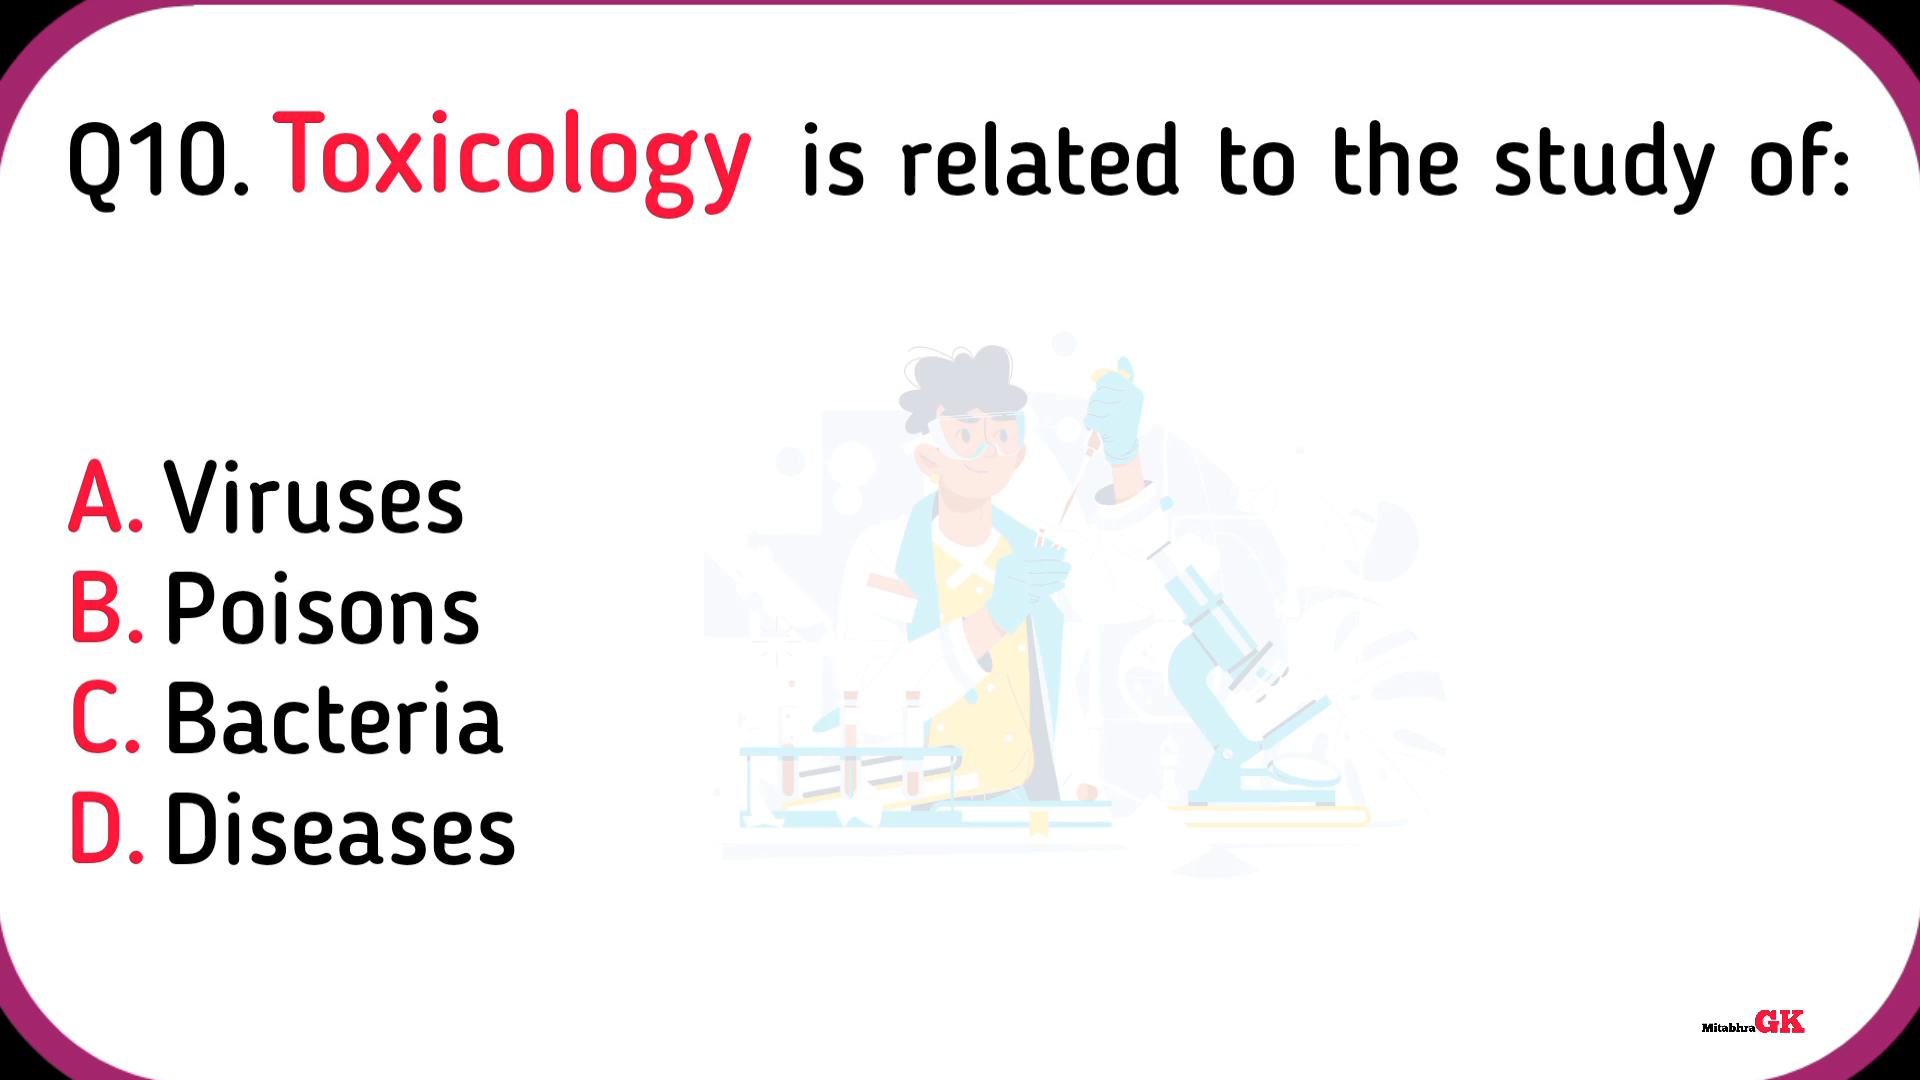 Q10. Toxicology is related to the study of:
A. Viruses
B. Poisons
C. Bacteria
D. Diseases
MitabhraGK